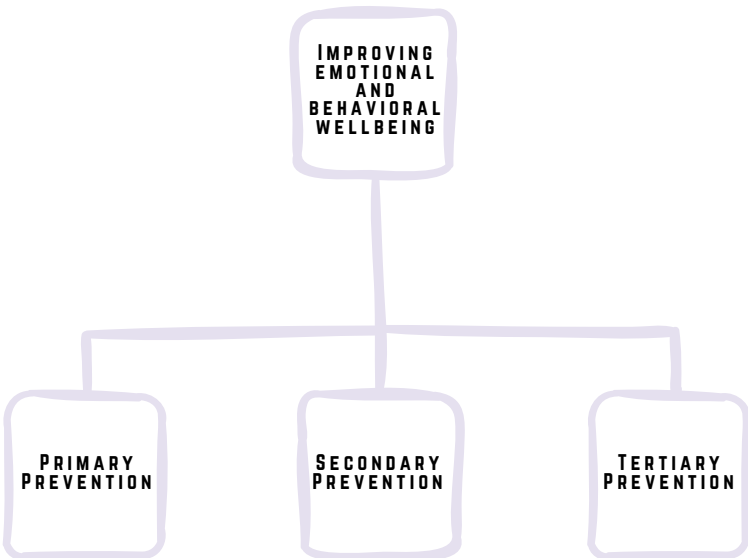 Improving
emotional
and
behavioral
wellbeing
Primary
Prevention
Secondary
Prevention
Tertiary
Prevention